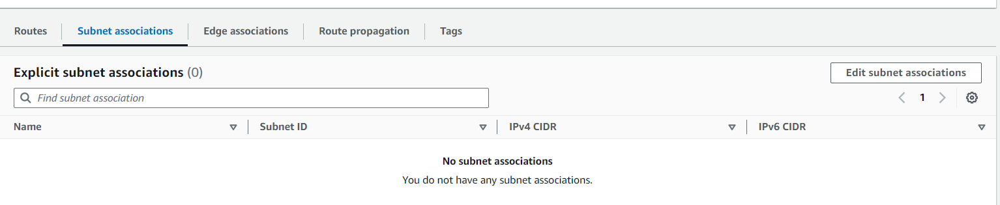 Routes
Subnet associations
Edge associations
Route propagation
Tags
Explicit subnet associations (0)
Edit subnet associations
Find subnet association
1
Name
Subnet ID
IPv4 CIDR
IPv6 CIDR
No subnet associations
You do not have any subnet associations.